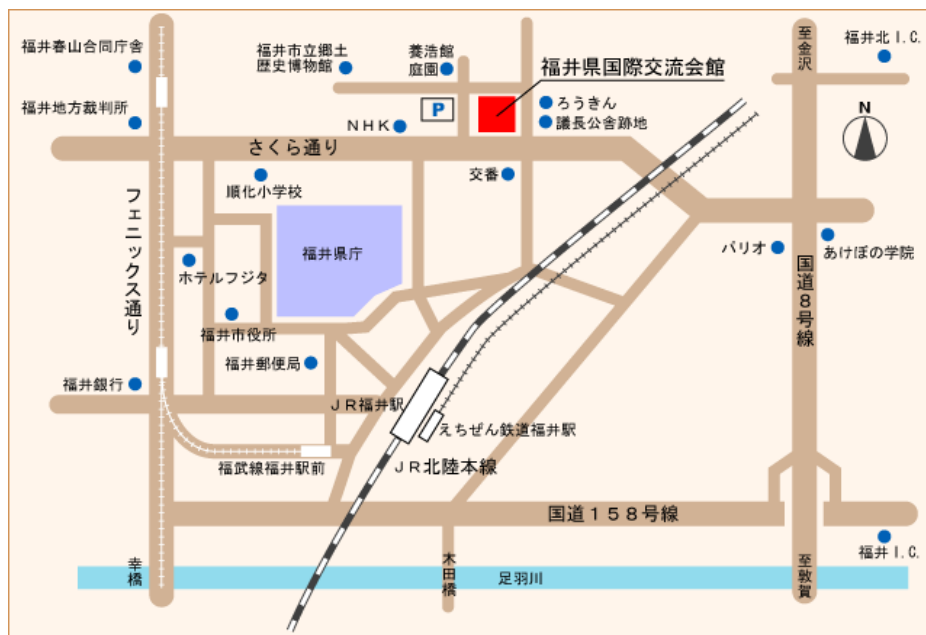 福井春山合同庁舎
福井市立郷土
歴史博物館
養浩館
庭園
福井県国際交流会館
至金沢
福井北Ｉ.Ｃ.
福井地方裁判所
P
ＮＨＫ
ろうきん
議長公舎跡地
N
さくら通り
交番
順化小学校
フェニックス通り
福井県庁
ホテルフジタ
パリオ
あけぼの学院
国道８号線
福井市役所
福井郵便局
福井銀行
ＪＲ福井駅
えちぜん鉄道福井駅
福武線福井駅前
ＪＲ北陸本線
国道１５８号線
福井Ｉ.Ｃ.
幸橋
木田橋
足羽川
至敦賀